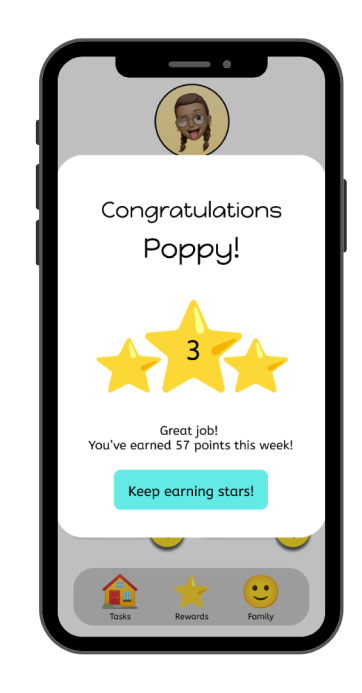 Congratulations
Poppy!
3
Great job!
You've earned 57 points this week!
Keep earning stars!
Tasks
Rewards
Family